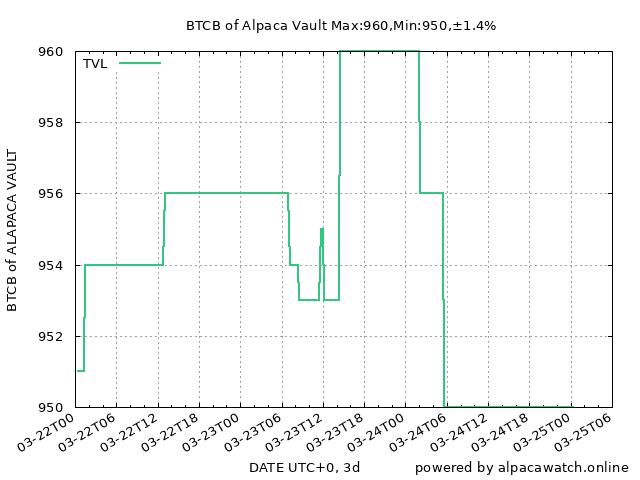 BTCB of Alpaca Vault Max:960,Min:950,±1.4%
TVL
960
958
956
954
952
950
BTCB of ALAPACA VAULT
03-22T00
03-22T06
03-22T12
03-22T18
03-23T00
03-23T06
03-23T12
03-23T18
03-24T00
03-24T06
03-24T12
03-24T18
03-25T00
03-25T06
DATE UTC+0, 3d
powered by alpacawatch.online